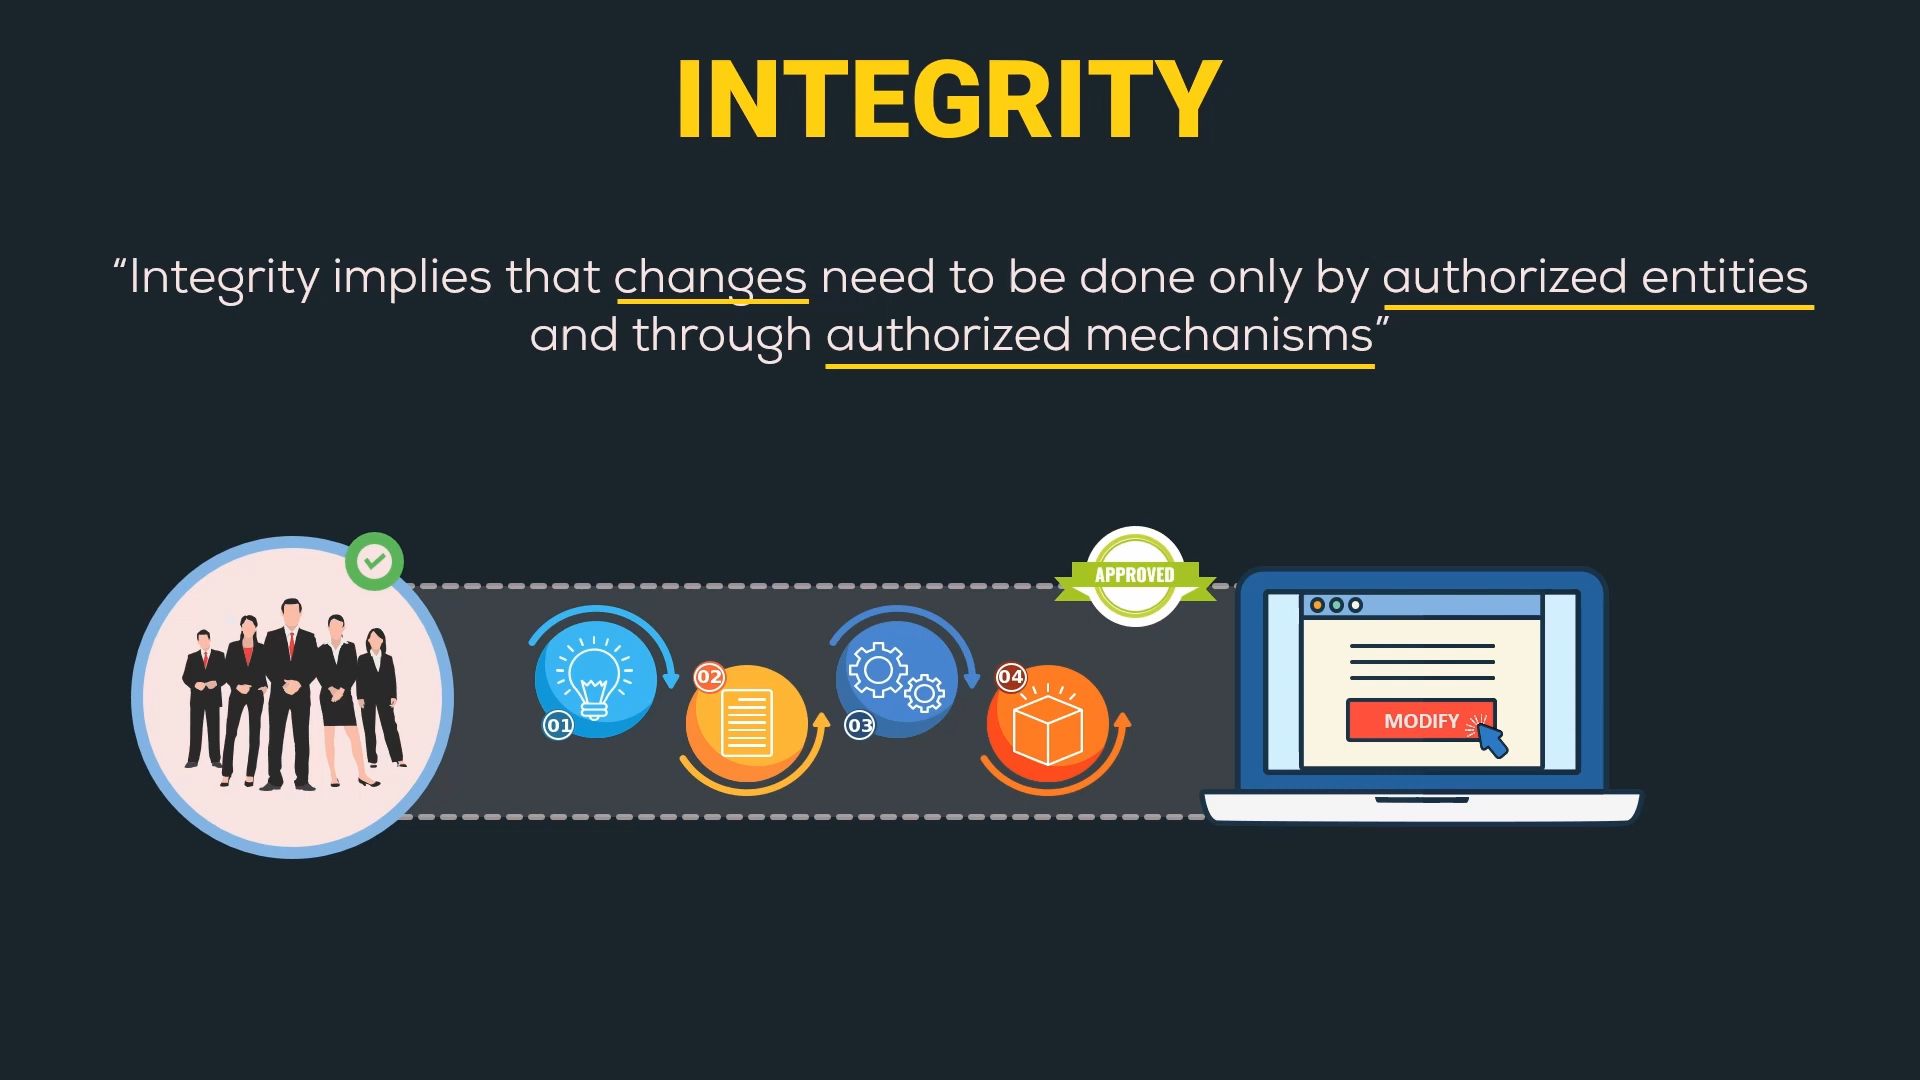 INTEGRITY
“Integrity implies that changes need to be done only by authorized entities
and through authorized mechanisms”
APPROVED
01
02
03
04
MODIFY